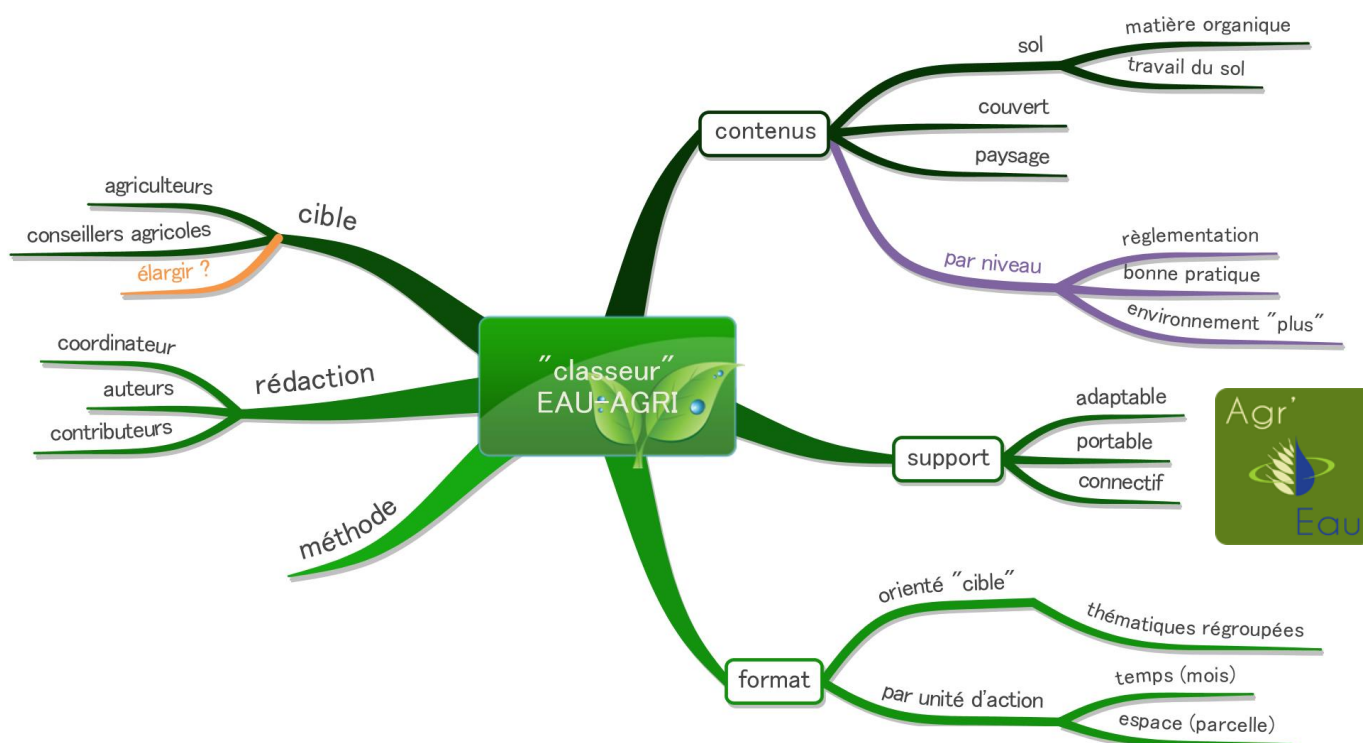 "classeur"
EAU-AGRI
contenus
sol
matière organique
travail du sol
couvert
paysage
par niveau
règlementation
bonne pratique
environnement "plus"
support
adaptable
portable
connectif
Agr'
Eau
format
orienté "cible"
thématiques régroupées
par unité d'action
temps (mois)
espace (parcelle)
cible
agriculteurs
conseillers agricoles
élargir ?
rédaction
coordinateur
auteurs
contributeurs
méthode